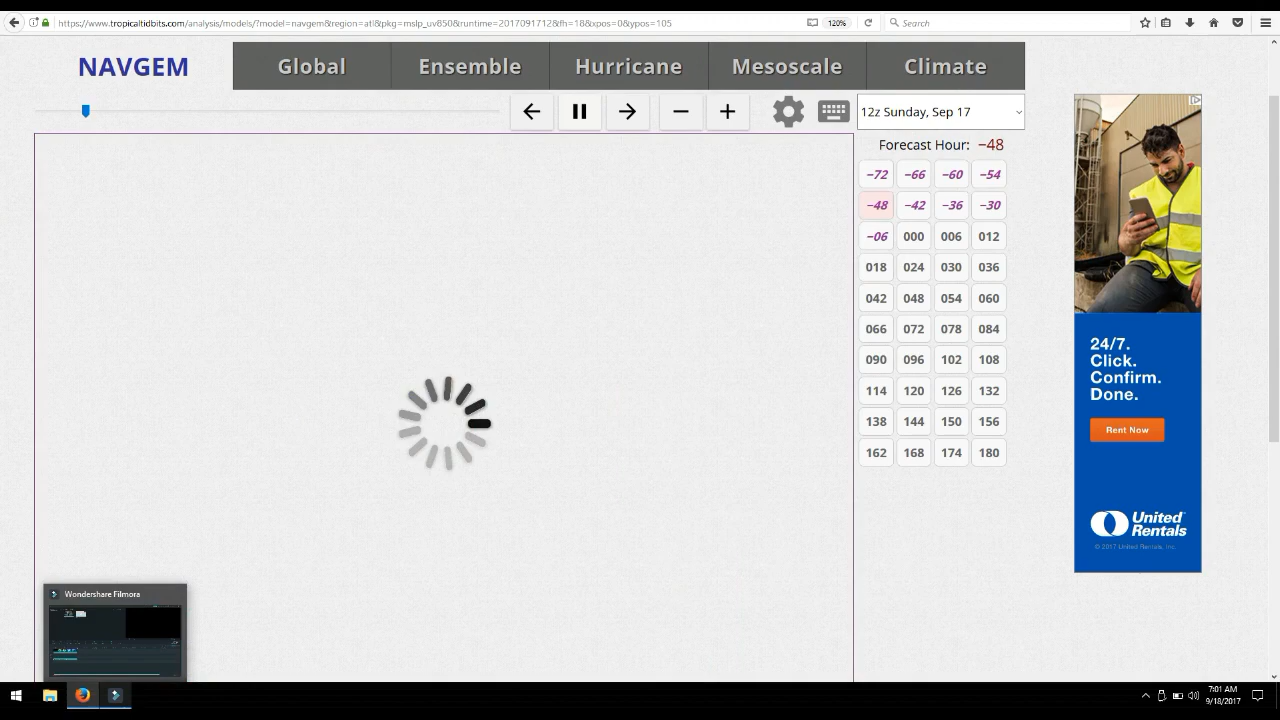 https://www.tropicaltidbits.com/analysis/models/?model=navgem&region=atl&pkg=mslp_uv850&runtime=2017091712&fh=18&xpos=0&ypos=105
120%
Search
NAVGEM
Global
Ensemble
Hurricane
Mesoscale
Climate
12z Sunday, Sep 17
Forecast Hour: −48
−72 −66 −60 −54
−48 −42 −36 −30
−06 000 006 012
018 024 030 036
042 048 054 060
066 072 078 084
090 096 102 108
114 120 126 132
138 144 150 156
162 168 174 180
24/7.
Click.
Confirm.
Done.
Rent Now
United
Rentals
© 2017 United Rentals, Inc.
Wondershare Filmora
7:01 AM
9/18/2017